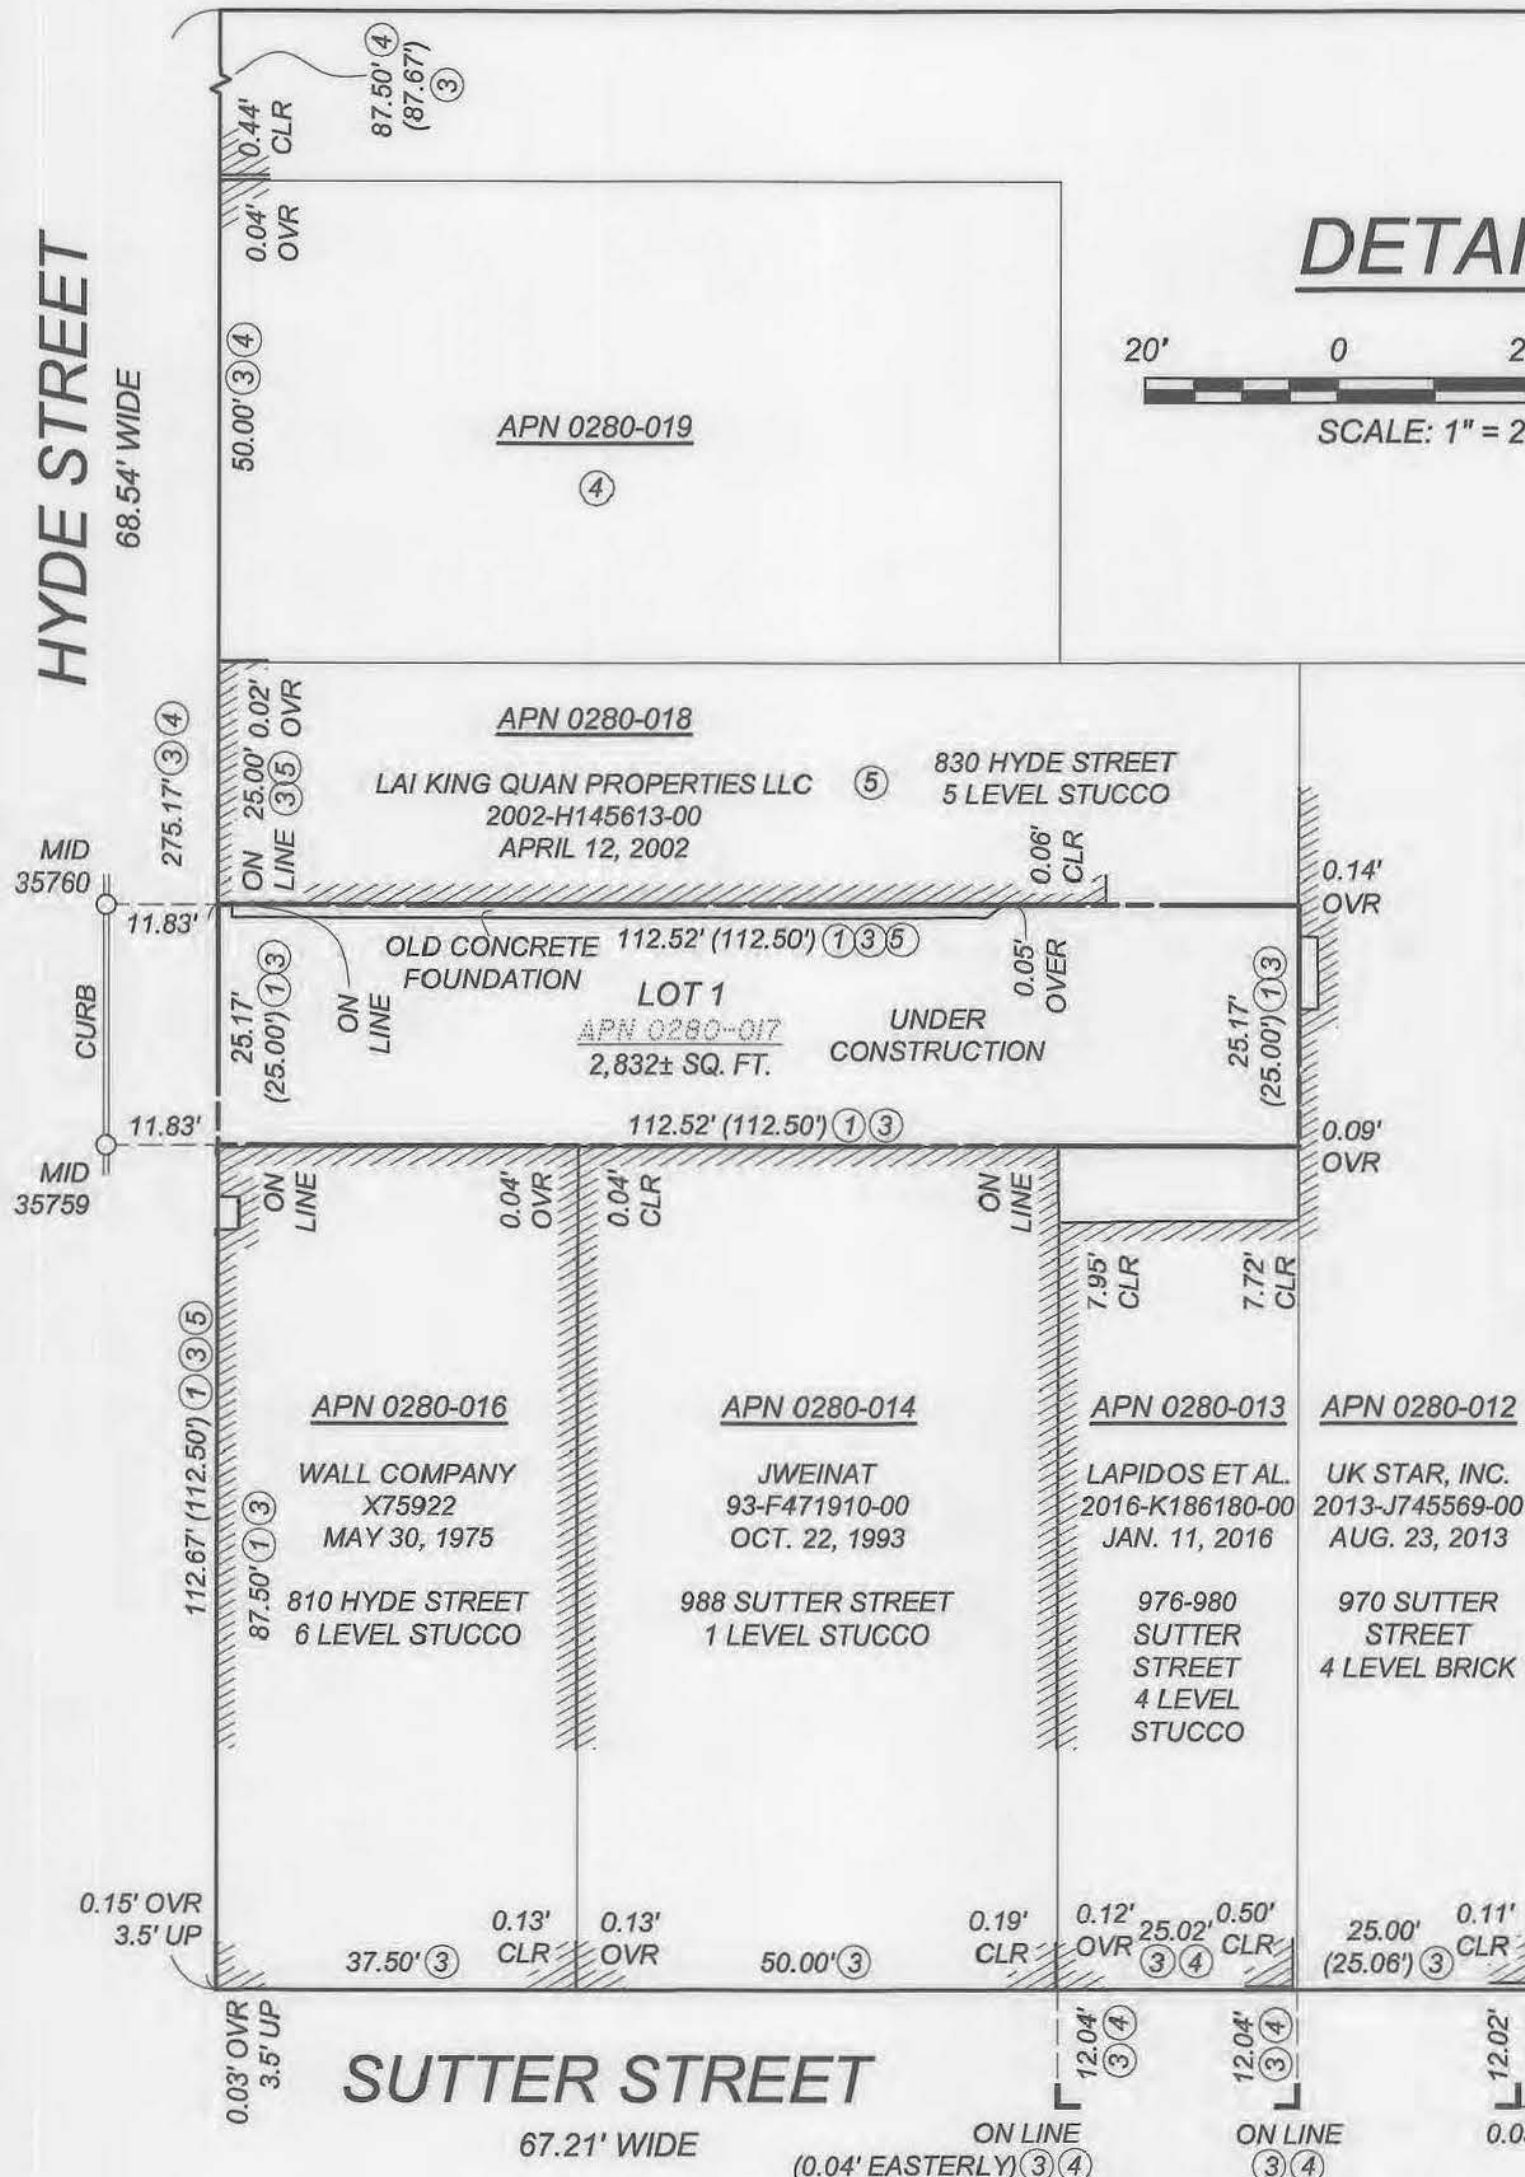 87.50' ④
(87.67')
③
0.44'
CLR
0.04'
OVR
HYDE STREET
68.54' WIDE
50.00' ③ ④
APN 0280-019
④
20'
0
SCALE: 1" = 2
275.17' ③ ④
0.02'
OVR
25.00'
③ ⑤
ON
LINE
APN 0280-018
LAI KING QUAN PROPERTIES LLC ⑤
2002-H145613-00
APRIL 12, 2002
830 HYDE STREET
5 LEVEL STUCCO
0.06'
CLR
0.14'
OVR
MID
35760
11.83'
CURB
11.83'
MID
35759
25.17'
(25.00') ① ③
ON
LINE
OLD CONCRETE
FOUNDATION
112.52' (112.50') ① ③ ⑤
0.05'
OVER
LOT 1
APN 0280-017
2,832± SQ. FT.
UNDER
CONSTRUCTION
25.17'
(25.00') ① ③
112.52' (112.50') ① ③
0.09'
OVR
ON
LINE
0.04'
OVR
0.04'
CLR
ON
LINE
7.95'
CLR
7.72'
CLR
112.67' (112.50') ① ③ ⑤
87.50' ① ③
APN 0280-016
WALL COMPANY
X75922
MAY 30, 1975
810 HYDE STREET
6 LEVEL STUCCO
APN 0280-014
JWEINAT
93-F471910-00
OCT. 22, 1993
988 SUTTER STREET
1 LEVEL STUCCO
APN 0280-013
LAPIDOS ET AL.
2016-K186180-00
JAN. 11, 2016
976-980
SUTTER
STREET
4 LEVEL
STUCCO
APN 0280-012
UK STAR, INC.
2013-J745569-00
AUG. 23, 2013
970 SUTTER
STREET
4 LEVEL BRICK
0.15' OVR
3.5' UP
37.50' ③
0.13'
CLR
0.13'
OVR
50.00' ③
0.19'
CLR
0.12'
OVR
25.02'
③ ④
0.50'
CLR
25.00'
(25.06') ③
0.11'
CLR
0.03' OVR
3.5' UP
SUTTER STREET
67.21' WIDE
12.04'
③ ④
12.04'
③ ④
12.02'
ON LINE
(0.04' EASTERLY) ③ ④
ON LINE
③ ④